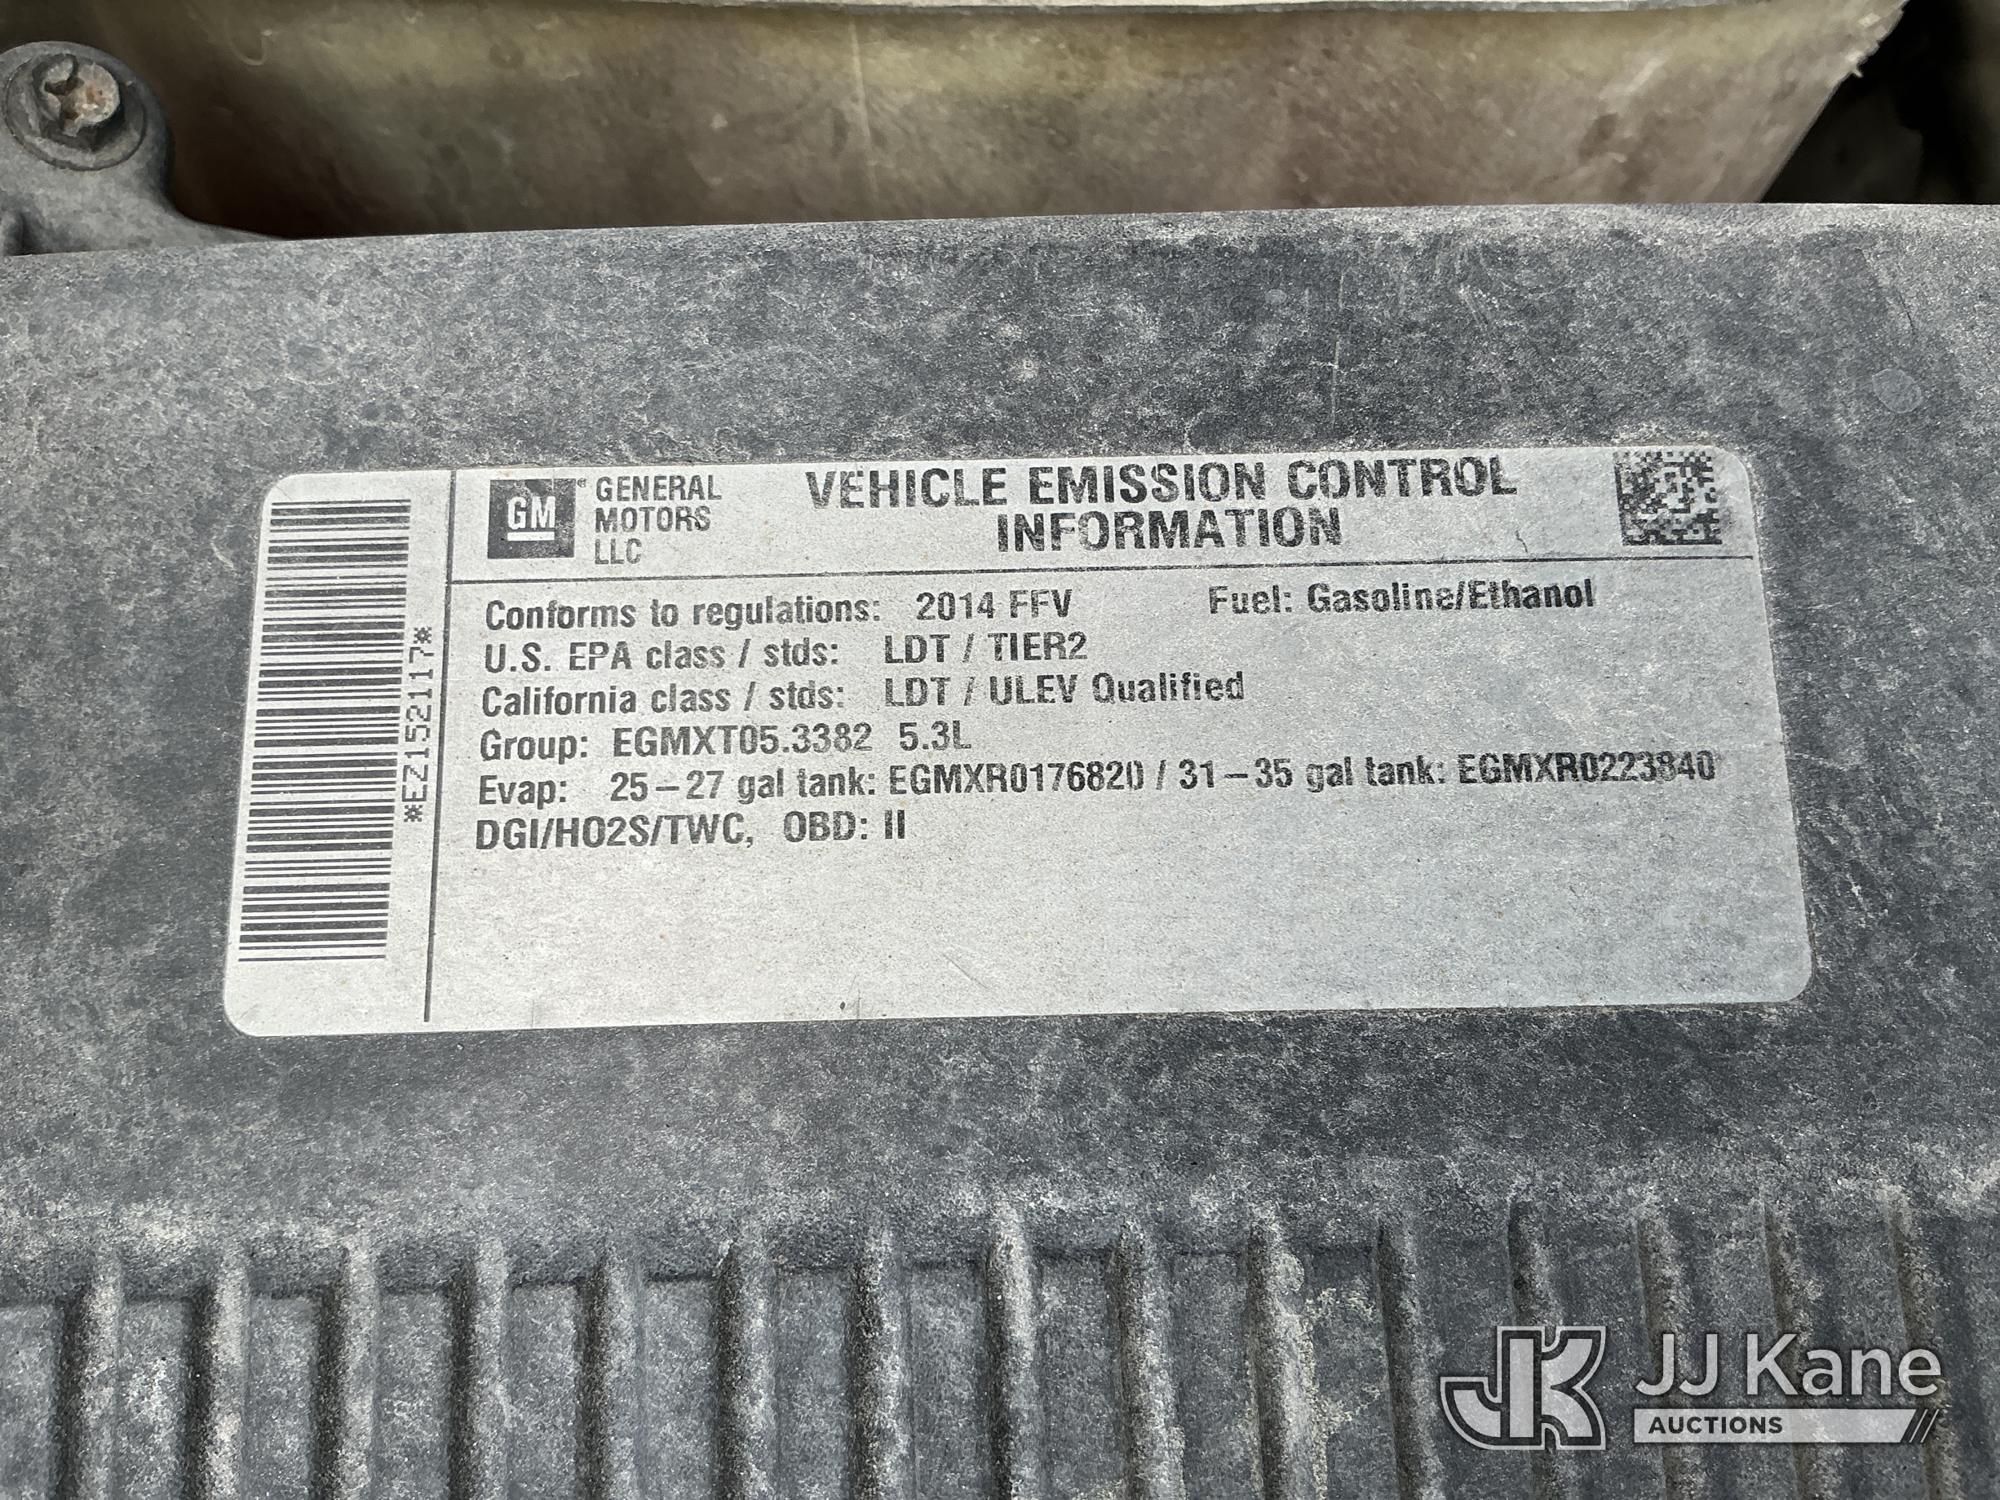 GM
GENERAL
MOTORS
LLC
VEHICLE EMISSION CONTROL
INFORMATION
*EZ152117*
Conforms to regulations: 2014 FFV Fuel: Gasoline/Ethanol
U.S. EPA class / stds: LDT / TIER2
California class / stds: LDT / ULEV Qualified
Group: EGMXT05.3382 5.3L
Evap: 25-27 gal tank: EGMXR0176820 / 31-35 gal tank: EGMXR0223840
DGI/HO2S/TWC, OBD: II
JK JJ Kane
AUCTIONS